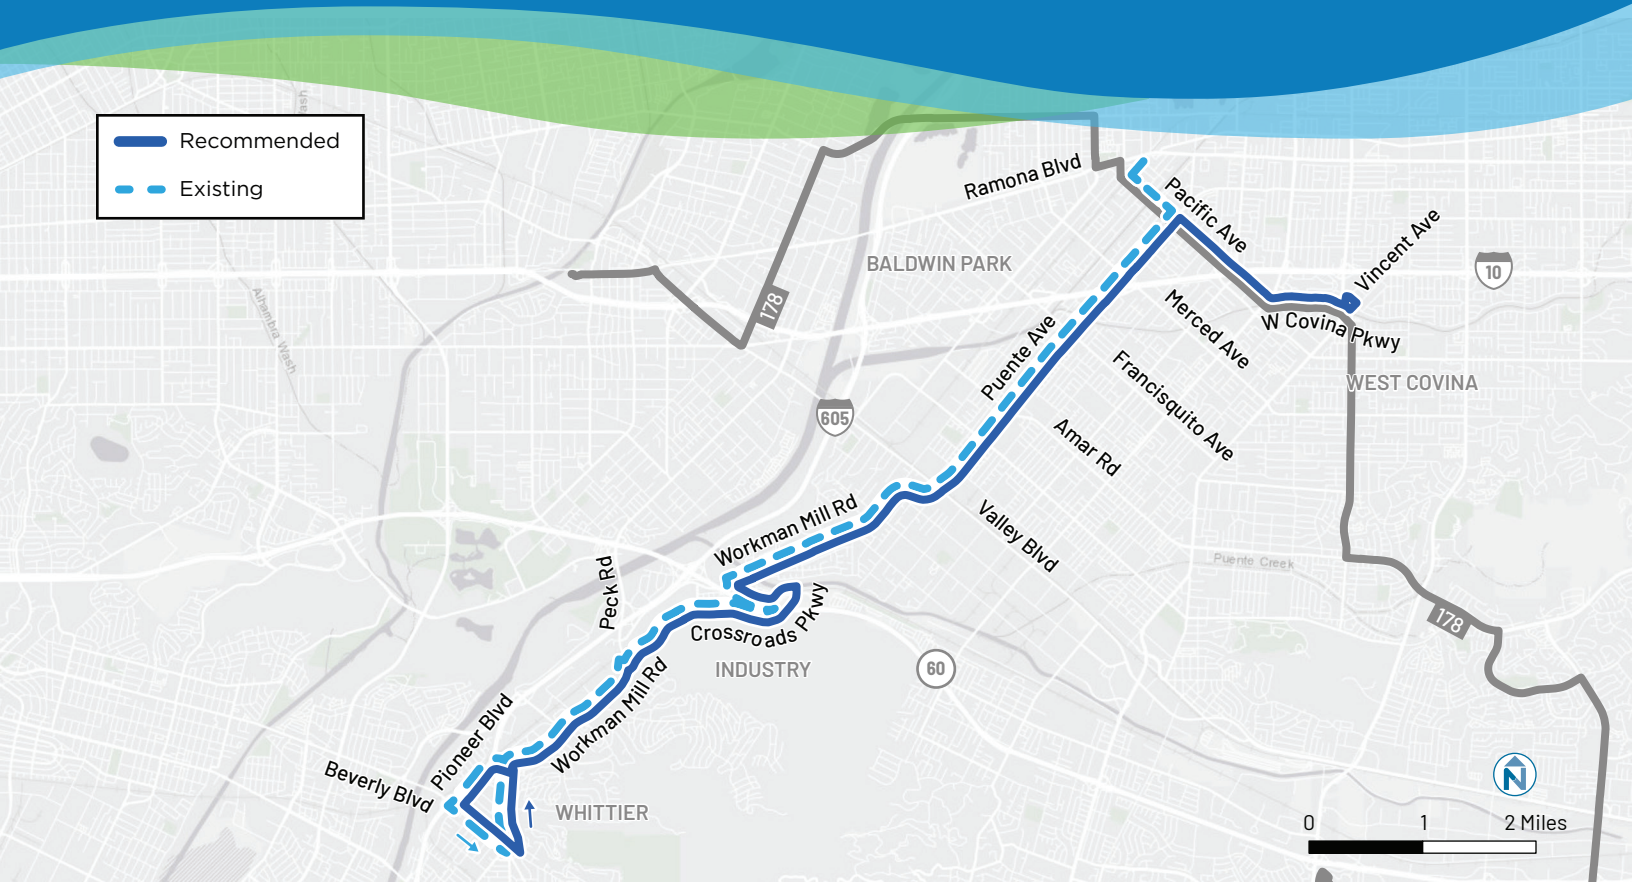 Recommended
Existing
Ramona Blvd
Pacific Ave
Vincent Ave
BALDWIN PARK
10
178
Alhambra Wash
Merced Ave
W Covina Pkwy
Puente Ave
Francisquito Ave
WEST COVINA
605
Amar Rd
Workman Mill Rd
Valley Blvd
Puente Creek
Peck Rd
Crossroads Pkwy
178
INDUSTRY
60
Workman Mill Rd
Pioneer Blvd
Beverly Blvd
WHITTIER
N
0 1 2 Miles